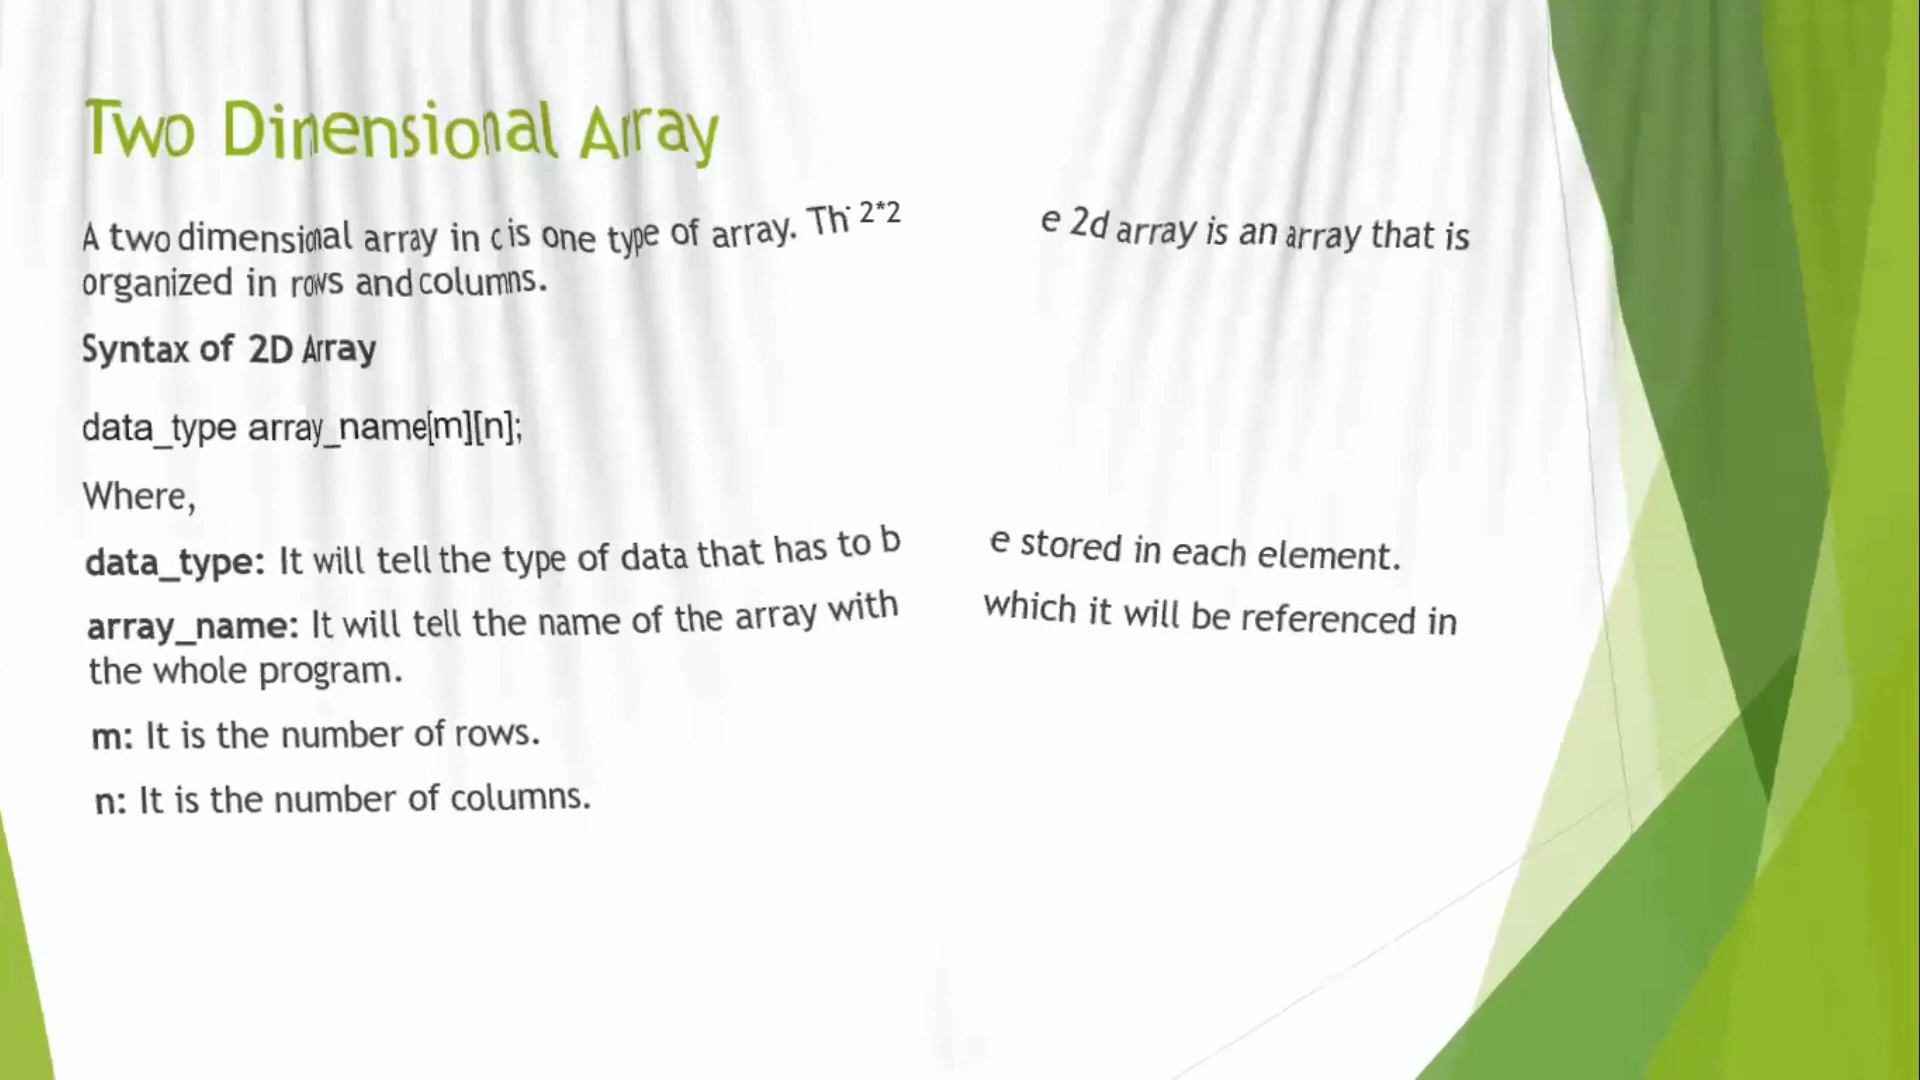 Two Dimensional Array
A two dimensional array in c is one type of array. Th 2*2 e 2d array is an array that is
organized in rows and columns.
Syntax of 2D Array
data_type array_name[m][n];
Where,
data_type: It will tell the type of data that has to b e stored in each element.
array_name: It will tell the name of the array with which it will be referenced in
the whole program.
m: It is the number of rows.
n: It is the number of columns.